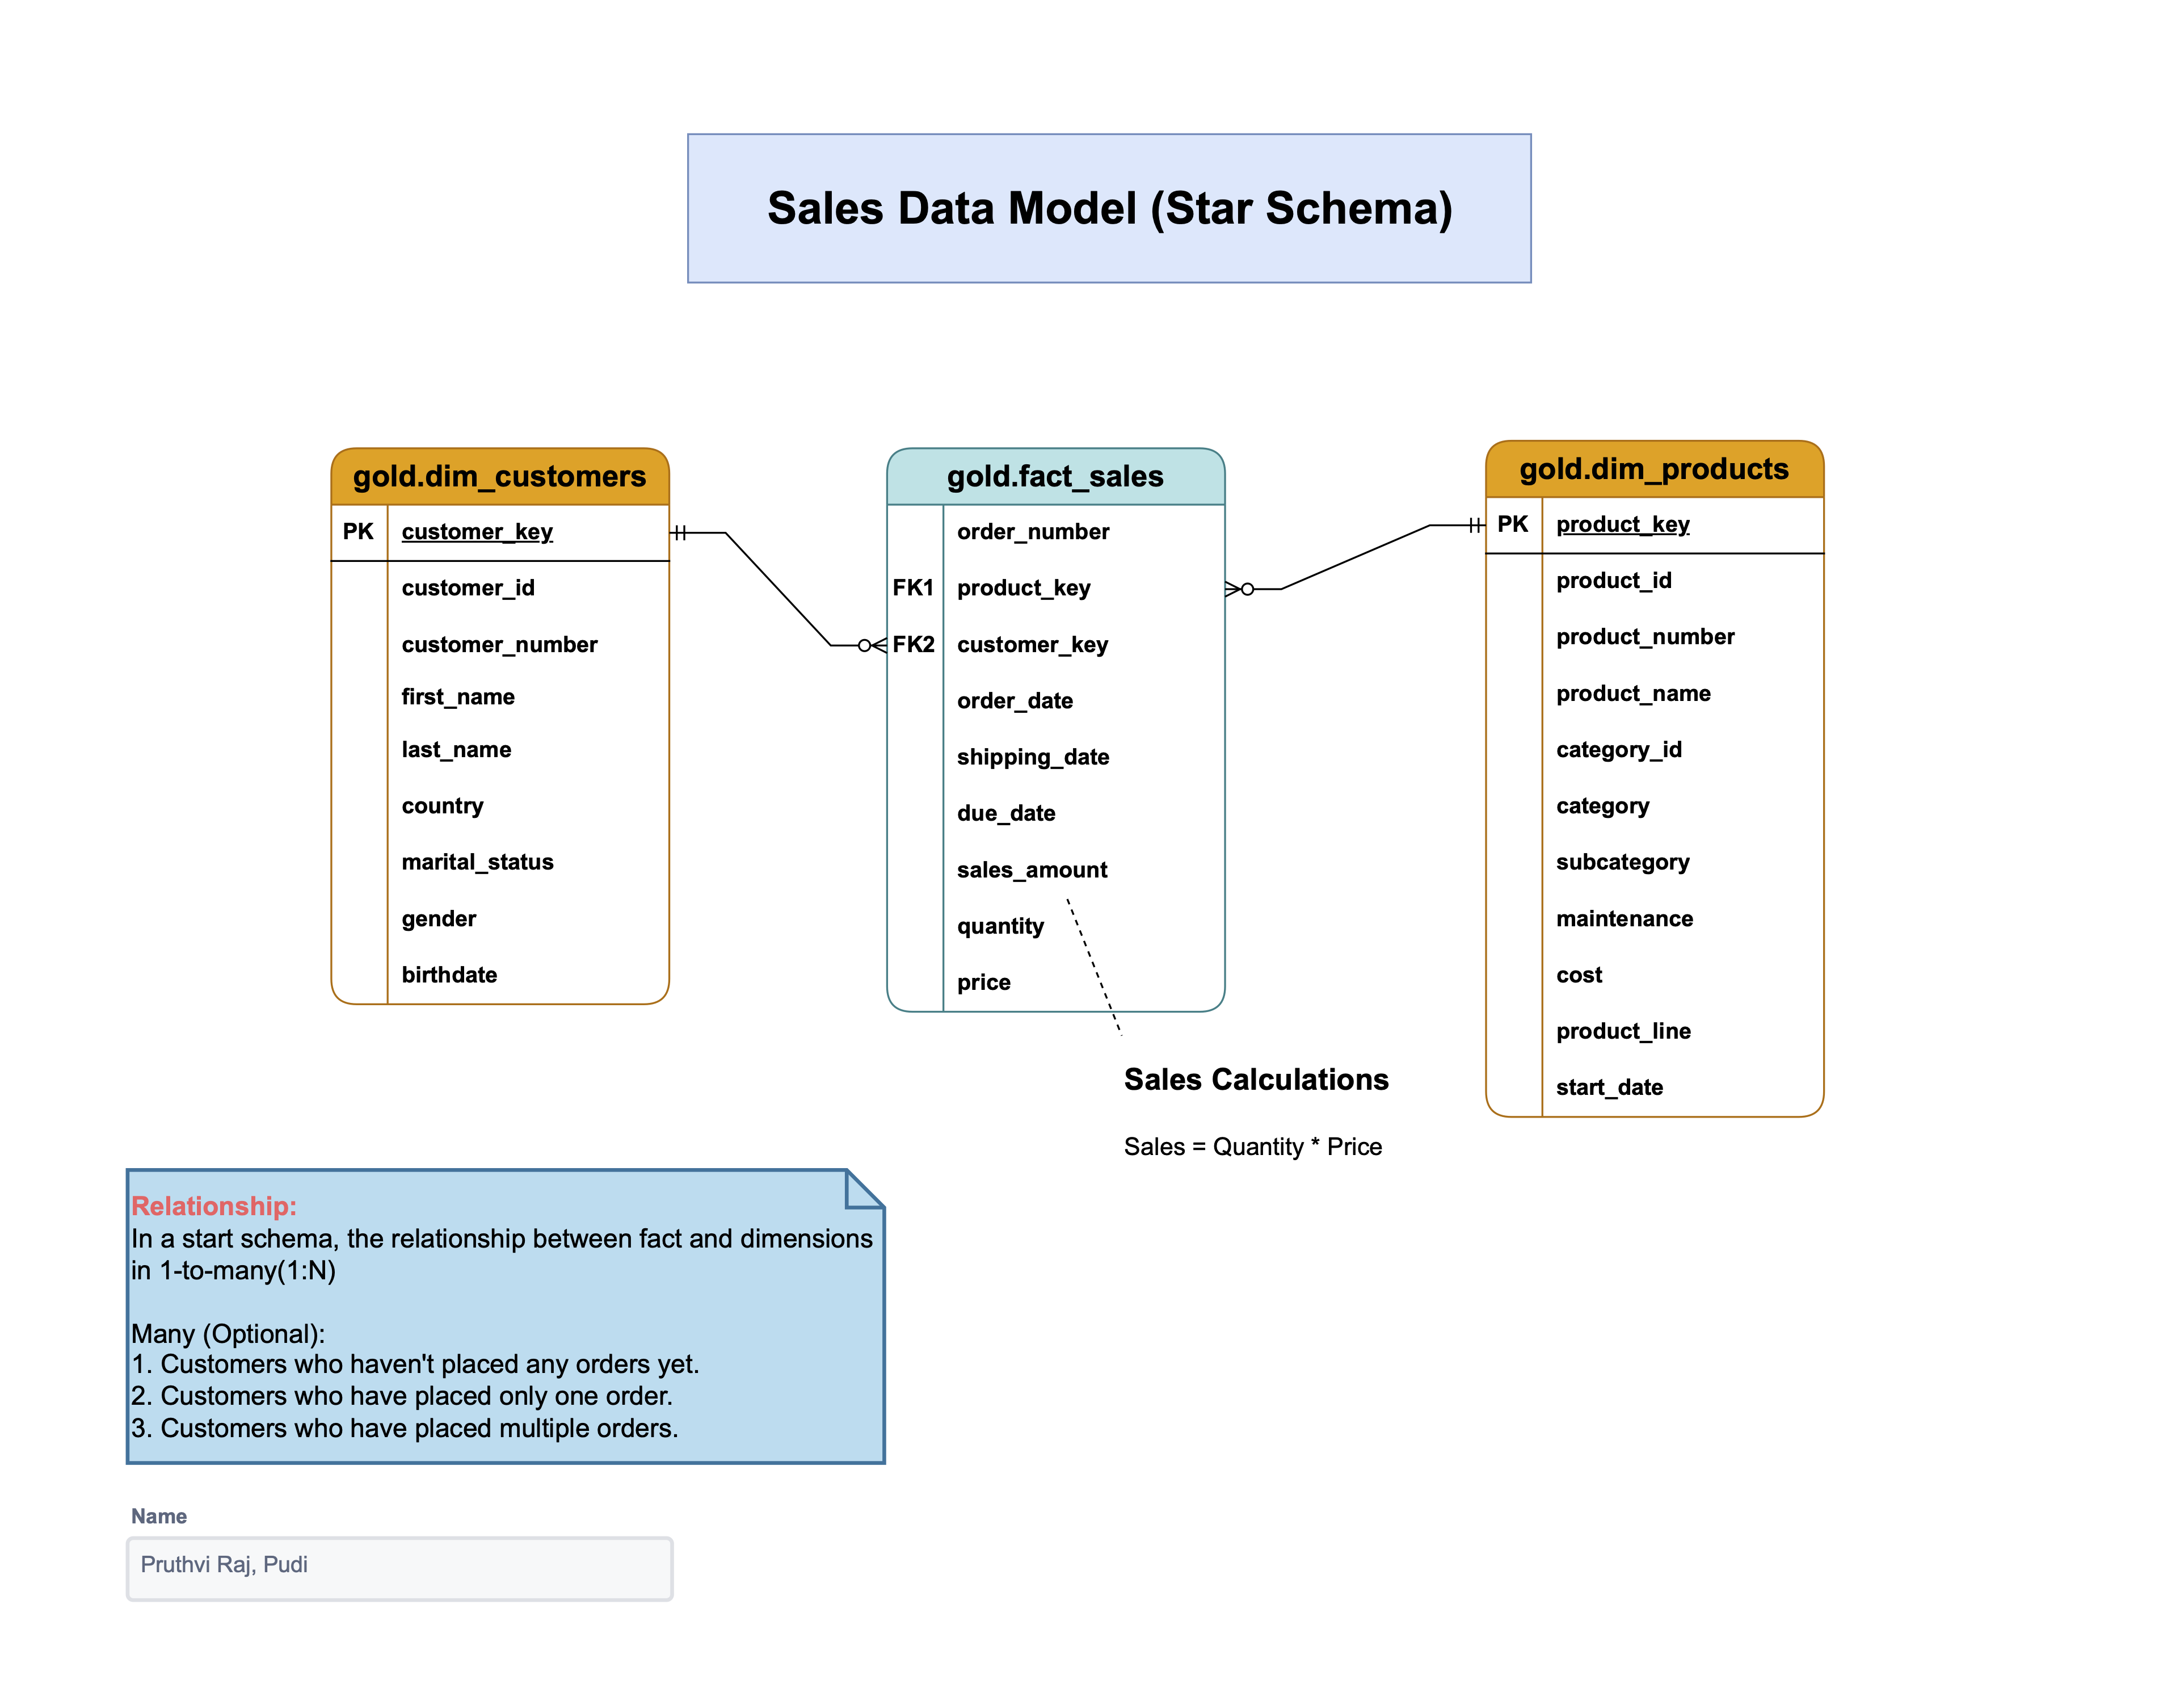 Sales Data Model (Star Schema)
gold.dim_customers
PK customer_key
customer_id
customer_number
first_name
last_name
country
marital_status
gender
birthdate
gold.fact_sales
order_number
FK1 product_key
FK2 customer_key
order_date
shipping_date
due_date
sales_amount
quantity
price
gold.dim_products
PK product_key
product_id
product_number
product_name
category_id
category
subcategory
maintenance
cost
product_line
start_date
Sales Calculations
Sales = Quantity * Price
Relationship:
In a start schema, the relationship between fact and dimensions
in 1-to-many(1:N)
Many (Optional):
1. Customers who haven't placed any orders yet.
2. Customers who have placed only one order.
3. Customers who have placed multiple orders.
Name
Pruthvi Raj, Pudi